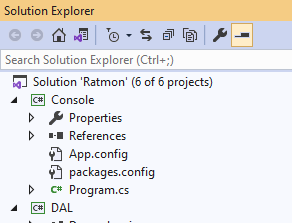 Solution Explorer
Search Solution Explorer (Ctrl+;)
Solution 'Ratmon' (6 of 6 projects)
C# Console
Properties
References
App.config
packages.config
C# Program.cs
C# DAL